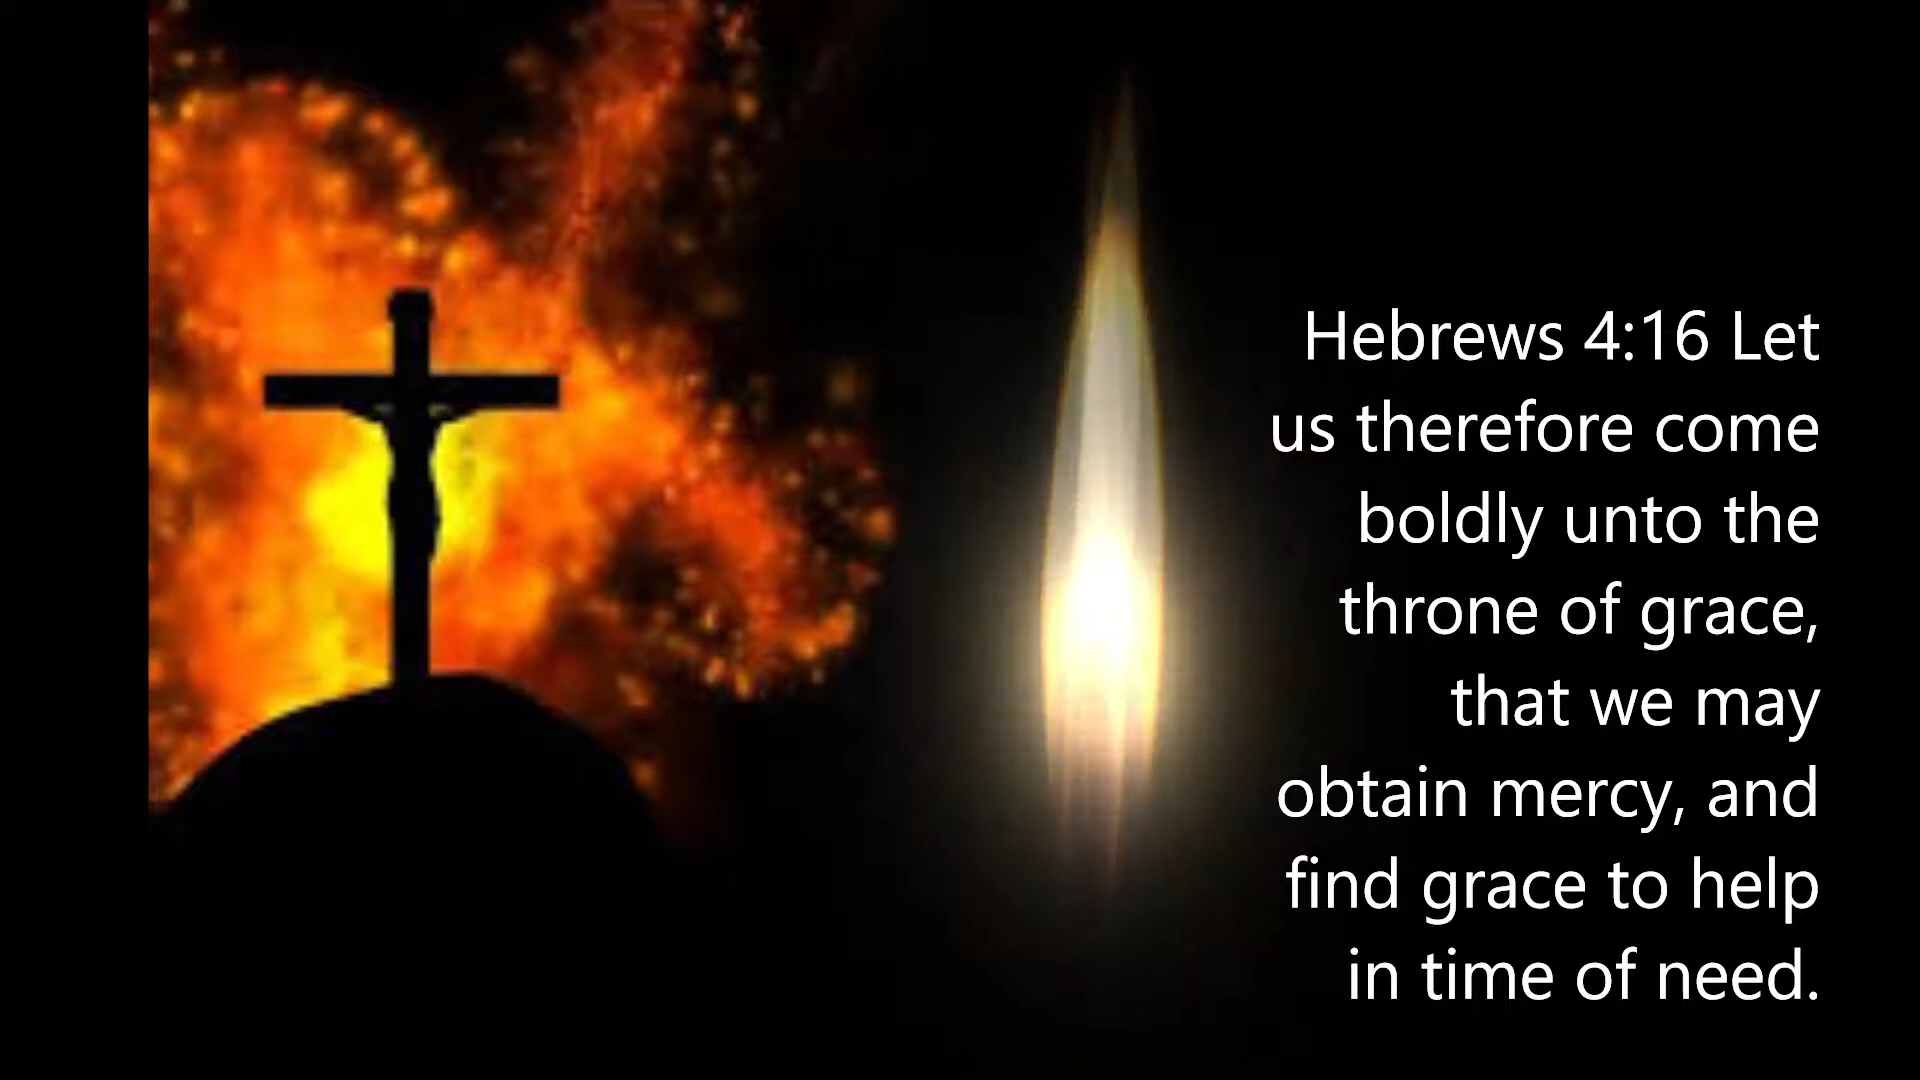 Hebrews 4:16 Let
us therefore come
boldly unto the
throne of grace,
that we may
obtain mercy, and
find grace to help
in time of need.